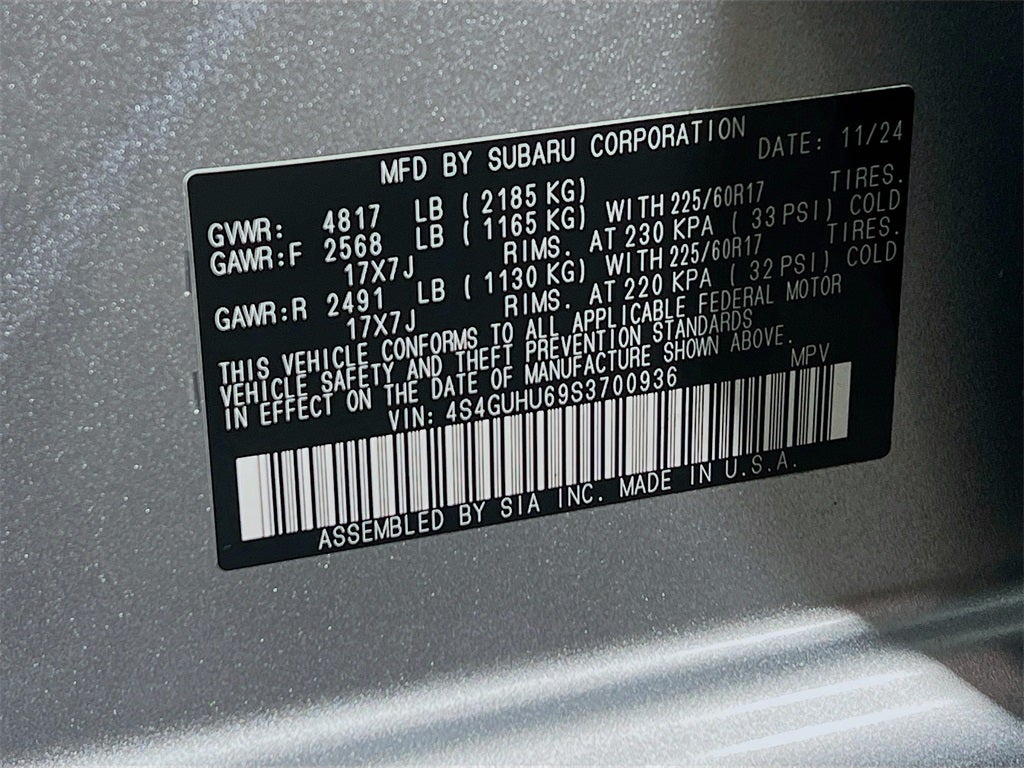 MFD BY SUBARU CORPORATION DATE: 11/24
GVWR: 4817 LB ( 2185 KG)
GAWR:F 2568 LB ( 1165 KG) WITH 225/60R17 TIRES.
17X7J RIMS. AT 230 KPA ( 33 PSI) COLD
GAWR:R 2491 LB ( 1130 KG) WITH 225/60R17 TIRES.
17X7J RIMS. AT 220 KPA ( 32 PSI) COLD
THIS VEHICLE CONFORMS TO ALL APPLICABLE FEDERAL MOTOR
VEHICLE SAFETY AND THEFT PREVENTION STANDARDS
IN EFFECT ON THE DATE OF MANUFACTURE SHOWN ABOVE.
VIN: 4S4GUHU69S3700936 MPV
ASSEMBLED BY SIA INC. MADE IN U.S.A.